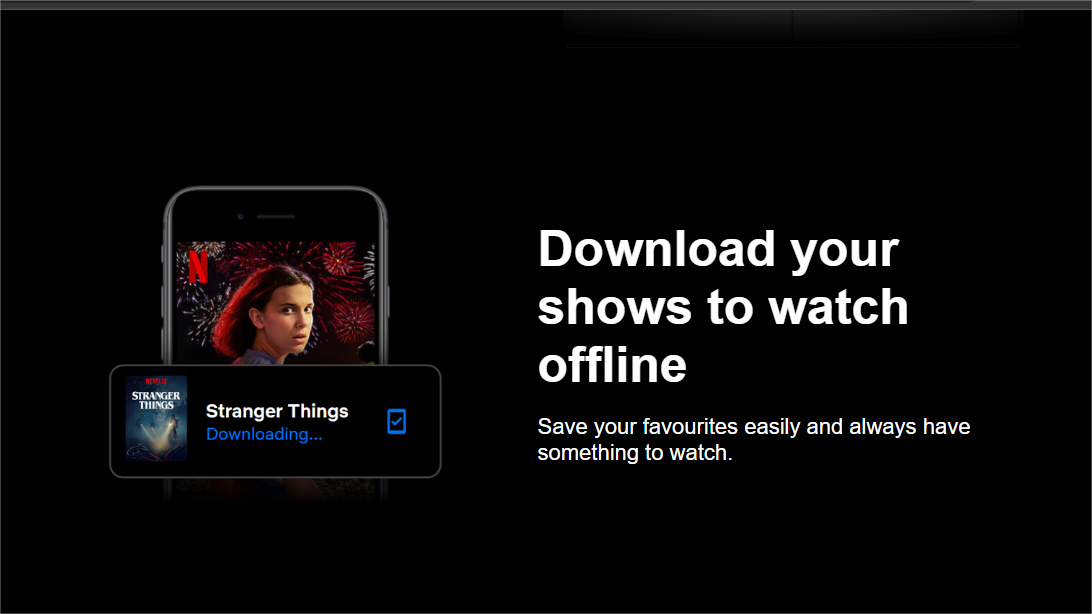 N
NETFLIX
STRANGER
THINGS
Stranger Things
Downloading...
Download your
shows to watch
offline
Save your favourites easily and always have
something to watch.